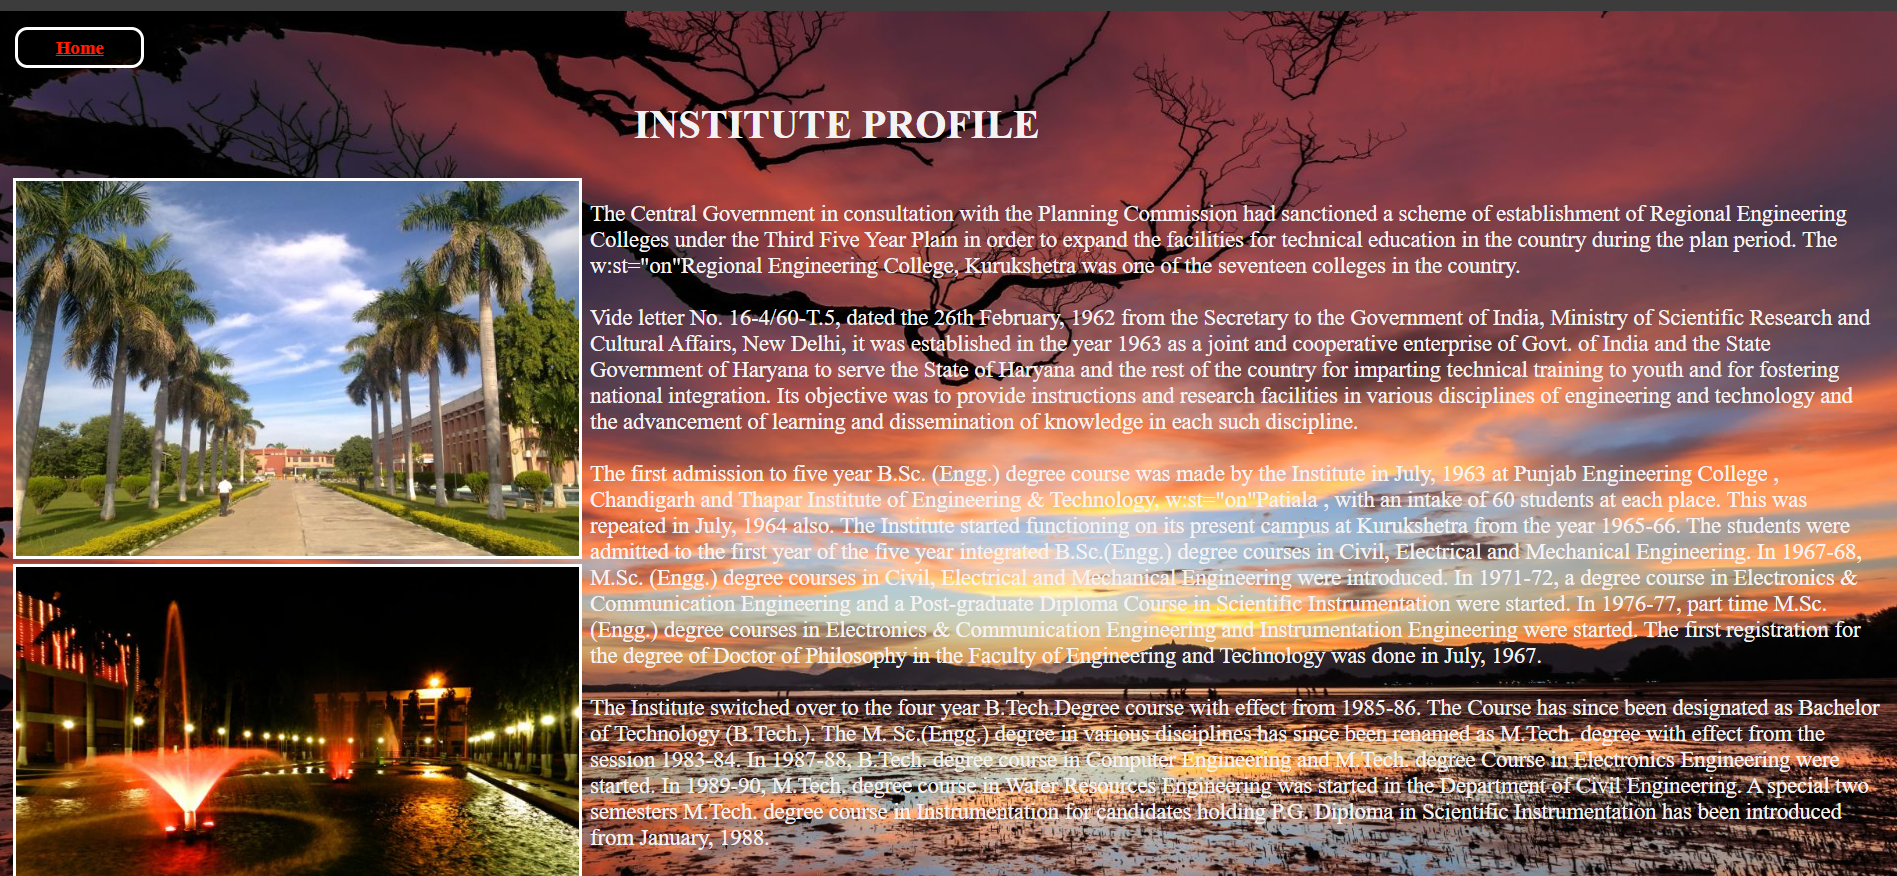 Home
INSTITUTE PROFILE
The Central Government in consultation with the Planning Commission had sanctioned a scheme of establishment of Regional Engineering
Colleges under the Third Five Year Plain in order to expand the facilities for technical education in the country during the plan period. The
w:st="on"Regional Engineering College, Kurukshetra was one of the seventeen colleges in the country.
Vide letter No. 16-4/60-T.5, dated the 26th February, 1962 from the Secretary to the Government of India, Ministry of Scientific Research and
Cultural Affairs, New Delhi, it was established in the year 1963 as a joint and cooperative enterprise of Govt. of India and the State
Government of Haryana to serve the State of Haryana and the rest of the country for imparting technical training to youth and for fostering
national integration. Its objective was to provide instructions and research facilities in various disciplines of engineering and technology and
the advancement of learning and dissemination of knowledge in each such discipline.
The first admission to five year B.Sc. (Engg.) degree course was made by the Institute in July, 1963 at Punjab Engineering College ,
Chandigarh and Thapar Institute of Engineering & Technology, w:st="on"Patiala , with an intake of 60 students at each place. This was
repeated in July, 1964 also. The Institute started functioning on its present campus at Kurukshetra from the year 1965-66. The students were
admitted to the first year of the five year integrated B.Sc.(Engg.) degree courses in Civil, Electrical and Mechanical Engineering. In 1967-68,
M.Sc. (Engg.) degree courses in Civil, Electrical and Mechanical Engineering were introduced. In 1971-72, a degree course in Electronics &
Communication Engineering and a Post-graduate Diploma Course in Scientific Instrumentation were started. In 1976-77, part time M.Sc.
(Engg.) degree courses in Electronics & Communication Engineering and Instrumentation Engineering were started. The first registration for
the degree of Doctor of Philosophy in the Faculty of Engineering and Technology was done in July, 1967.
The Institute switched over to the four year B.Tech.Degree course with effect from 1985-86. The Course has since been designated as Bachelor
of Technology (B.Tech.). The M. Sc.(Engg.) degree in various disciplines has since been renamed as M.Tech. degree with effect from the
session 1983-84. In 1987-88, B.Tech. degree course in Computer Engineering and M.Tech. degree Course in Electronics Engineering were
started. In 1989-90, M.Tech. degree course in Water Resources Engineering was started in the Department of Civil Engineering. A special two
semesters M.Tech. degree course in Instrumentation for candidates holding P.G. Diploma in Scientific Instrumentation has been introduced
from January, 1988.